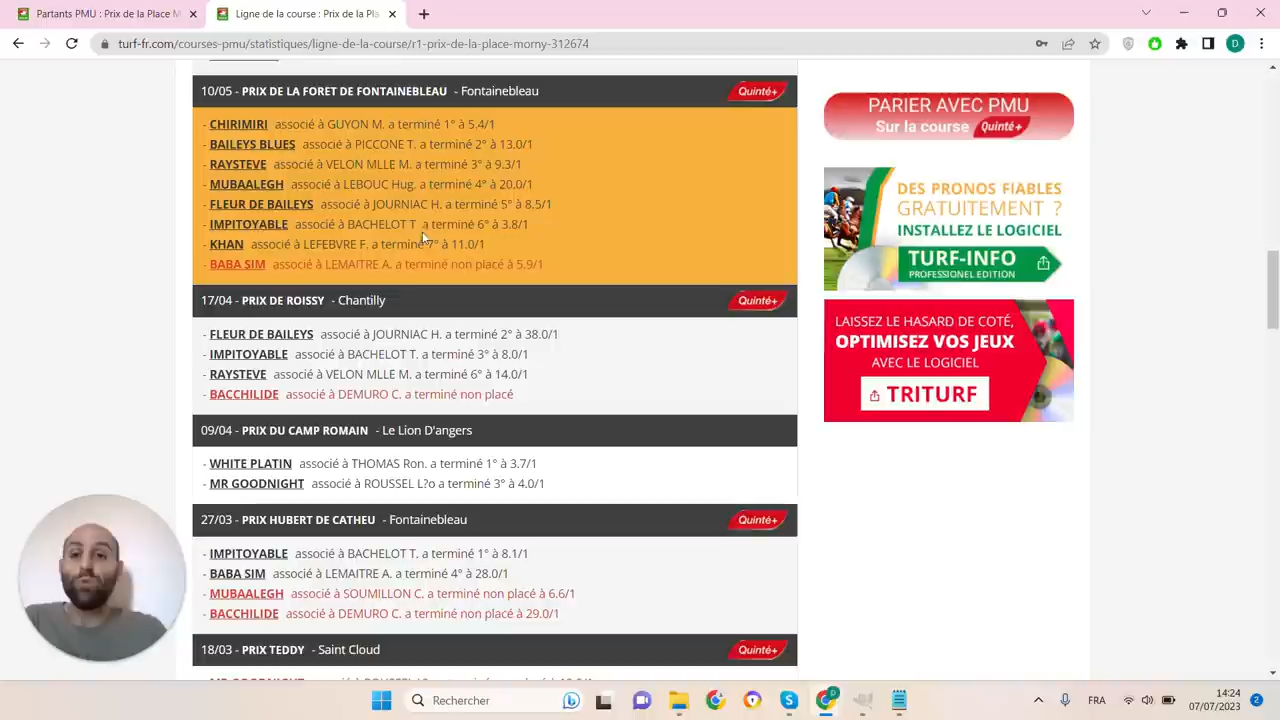 Partants PMU : Prix de la Place M
Ligne de la course : Prix de la Pla
turf-fr.com/courses-pmu/statistique/r1-prix-de-la-place-morny-312674
D
10/05 - PRIX DE LA FORET DE FONTAINEBLEAU - Fontainebleau
Quinté+
- CHIRIMIRI associé à GUYON M. a terminé 1° à 5.4/1
- BAILEYS BLUES associé à PICCONE T. a terminé 2° à 13.0/1
- RAYSTEVE associé à VELON MLLE M. a terminé 3° à 9.3/1
- MUBAALEGH associé à LEBOUC Hug. a terminé 4° à 20.0/1
- FLEUR DE BAILEYS associé à JOURNIAC H. a terminé 5° à 8.5/1
- IMPITOYABLE associé à BACHELOT T. a terminé 6° à 3.8/1
- KHAN associé à LEFEBVRE F. a terminé 7° à 11.0/1
- BABA SIM associé à LEMAITRE A. a terminé non placé à 5.9/1
17/04 - PRIX DE ROISSY - Chantilly
Quinté+
- FLEUR DE BAILEYS associé à JOURNIAC H. a terminé 2° à 38.0/1
- IMPITOYABLE associé à BACHELOT T. a terminé 3° à 8.0/1
- RAYSTEVE associé à VELON MLLE M. a terminé 6° à 14.0/1
- BACCHILIDE associé à DEMURO C. a terminé non placé
09/04 - PRIX DU CAMP ROMAIN - Le Lion D'angers
- WHITE PLATIN associé à THOMAS Ron. a terminé 1° à 3.7/1
- MR GOODNIGHT associé à ROUSSEL L?o a terminé 3° à 4.0/1
27/03 - PRIX HUBERT DE CATHEU - Fontainebleau
Quinté+
- IMPITOYABLE associé à BACHELOT T. a terminé 1° à 8.1/1
- BABA SIM associé à LEMAITRE A. a terminé 4° à 28.0/1
- MUBAALEGH associé à SOUMILLON C. a terminé non placé à 6.6/1
- BACCHILIDE associé à DEMURO C. a terminé non placé à 29.0/1
18/03 - PRIX TEDDY - Saint Cloud
Quinté+
PARIER AVEC PMU
Sur la course Quinté+
DES PRONOS FIABLES
GRATUITEMENT ?
INSTALLEZ LE LOGICIEL
TURF-INFO
PROFESSIONEL EDITION
LAISSEZ LE HASARD DE COTÉ,
OPTIMISEZ VOS JEUX
AVEC LE LOGICIEL
TRITURF
Rechercher
FRA
14:24
07/07/2023
2